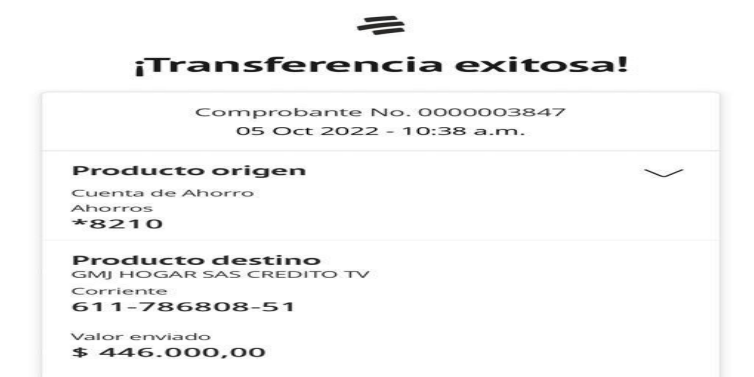 ¡Transferencia exitosa!
Comprobante No. 0000003847
05 Oct 2022 - 10:38 a.m.
Producto origen
Cuenta de Ahorro
Ahorros
*8210
Producto destino
GMJ HOGAR SAS CREDITO TV
Corriente
611-786808-51
Valor enviado
$ 446.000,00